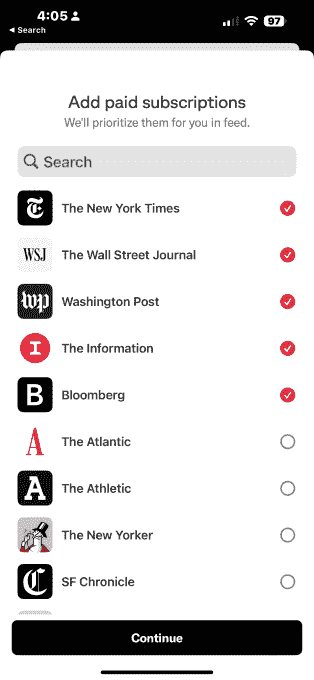 4:05
97
◀ Search
Add paid subscriptions
We'll prioritize them for you in feed.
Search
T The New York Times
WSJ The Wall Street Journal
wp Washington Post
I The Information
B Bloomberg
A The Atlantic
A The Athletic
The New Yorker
C SF Chronicle
Continue